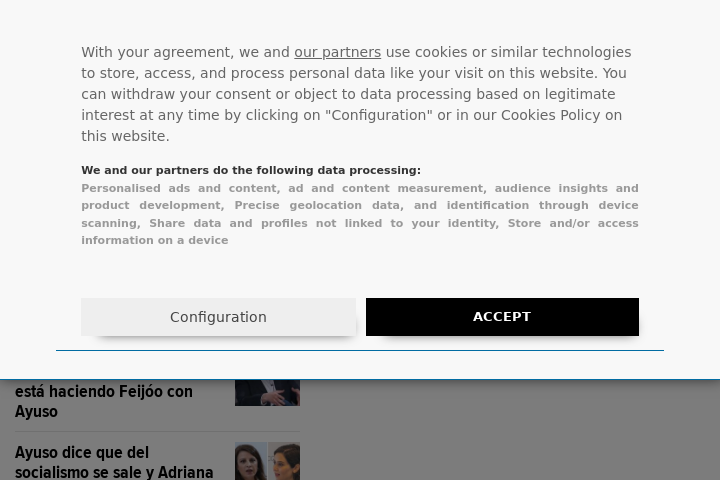 With your agreement, we and our partners use cookies or similar technologies
to store, access, and process personal data like your visit on this website. You
can withdraw your consent or object to data processing based on legitimate
interest at any time by clicking on "Configuration" or in our Cookies Policy on
this website.
We and our partners do the following data processing:
Personalised ads and content, ad and content measurement, audience insights and
product development, Precise geolocation data, and identification through device
scanning, Share data and profiles not linked to your identity, Store and/or access
information on a device
Configuration
ACCEPT
está haciendo Feijóo con
Ayuso
Ayuso dice que del
socialismo se sale y Adriana